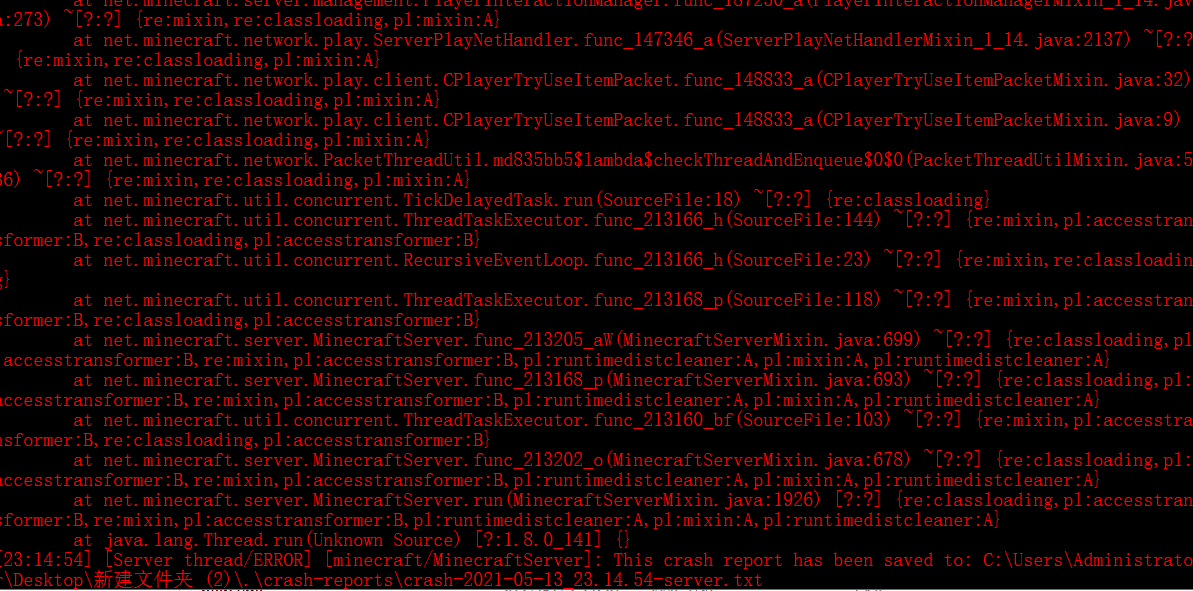 at net.minecraft.server.management.PlayerInteractionManager.func_187250_a(PlayerInteractionManagerMixin_1_14.jav
a:273) ~[?:?] {re:mixin,re:classloading,pl:mixin:A}
at net.minecraft.network.play.ServerPlayNetHandler.func_147346_a(ServerPlayNetHandlerMixin_1_14.java:2137) ~[?:?
{re:mixin,re:classloading,pl:mixin:A}
at net.minecraft.network.play.client.CPlayerTryUseItemPacket.func_148833_a(CPlayerTryUseItemPacketMixin.java:32)
~[?:?] {re:mixin,re:classloading,pl:mixin:A}
at net.minecraft.network.play.client.CPlayerTryUseItemPacket.func_148833_a(CPlayerTryUseItemPacketMixin.java:9)
~[?:?] {re:mixin,re:classloading,pl:mixin:A}
at net.minecraft.network.PacketThreadUtil.md835bb5$lambda$checkThreadAndEnqueue$0$0(PacketThreadUtilMixin.java:5
36) ~[?:?] {re:mixin,re:classloading,pl:mixin:A}
at net.minecraft.util.concurrent.TickDelayedTask.run(SourceFile:18) ~[?:?] {re:classloading}
at net.minecraft.util.concurrent.ThreadTaskExecutor.func_213166_h(SourceFile:144) ~[?:?] {re:mixin,pl:accesstran
sformer:B,re:classloading,pl:accesstransformer:B}
at net.minecraft.util.concurrent.RecursiveEventLoop.func_213166_h(SourceFile:23) ~[?:?] {re:mixin,re:classloadin
g}
at net.minecraft.util.concurrent.ThreadTaskExecutor.func_213168_p(SourceFile:118) ~[?:?] {re:mixin,pl:accesstran
sformer:B,re:classloading,pl:accesstransformer:B}
at net.minecraft.server.MinecraftServer.func_213205_aW(MinecraftServerMixin.java:699) ~[?:?] {re:classloading,pl
:accesstransformer:B,re:mixin,pl:accesstransformer:B,pl:runtimedistcleaner:A,pl:mixin:A,pl:runtimedistcleaner:A}
at net.minecraft.server.MinecraftServer.func_213168_p(MinecraftServerMixin.java:693) ~[?:?] {re:classloading,pl:
accesstransformer:B,re:mixin,pl:accesstransformer:B,pl:runtimedistcleaner:A,pl:mixin:A,pl:runtimedistcleaner:A}
at net.minecraft.util.concurrent.ThreadTaskExecutor.func_213160_bf(SourceFile:103) ~[?:?] {re:mixin,pl:accesstra
nsformer:B,re:classloading,pl:accesstransformer:B}
at net.minecraft.server.MinecraftServer.func_213202_o(MinecraftServerMixin.java:678) ~[?:?] {re:classloading,pl:
accesstransformer:B,re:mixin,pl:accesstransformer:B,pl:runtimedistcleaner:A,pl:mixin:A,pl:runtimedistcleaner:A}
at net.minecraft.server.MinecraftServer.run(MinecraftServerMixin.java:1926) [?:?] {re:classloading,pl:accesstran
sformer:B,re:mixin,pl:accesstransformer:B,pl:runtimedistcleaner:A,pl:mixin:A,pl:runtimedistcleaner:A}
at java.lang.Thread.run(Unknown Source) [?:1.8.0_141] {}
[23:14:54] [Server thread/ERROR] [minecraft/MinecraftServer]: This crash report has been saved to: C:\Users\Administrato
r\Desktop\新建文件夹 (2)\.\crash-reports\crash-2021-05-13_23.14.54-server.txt